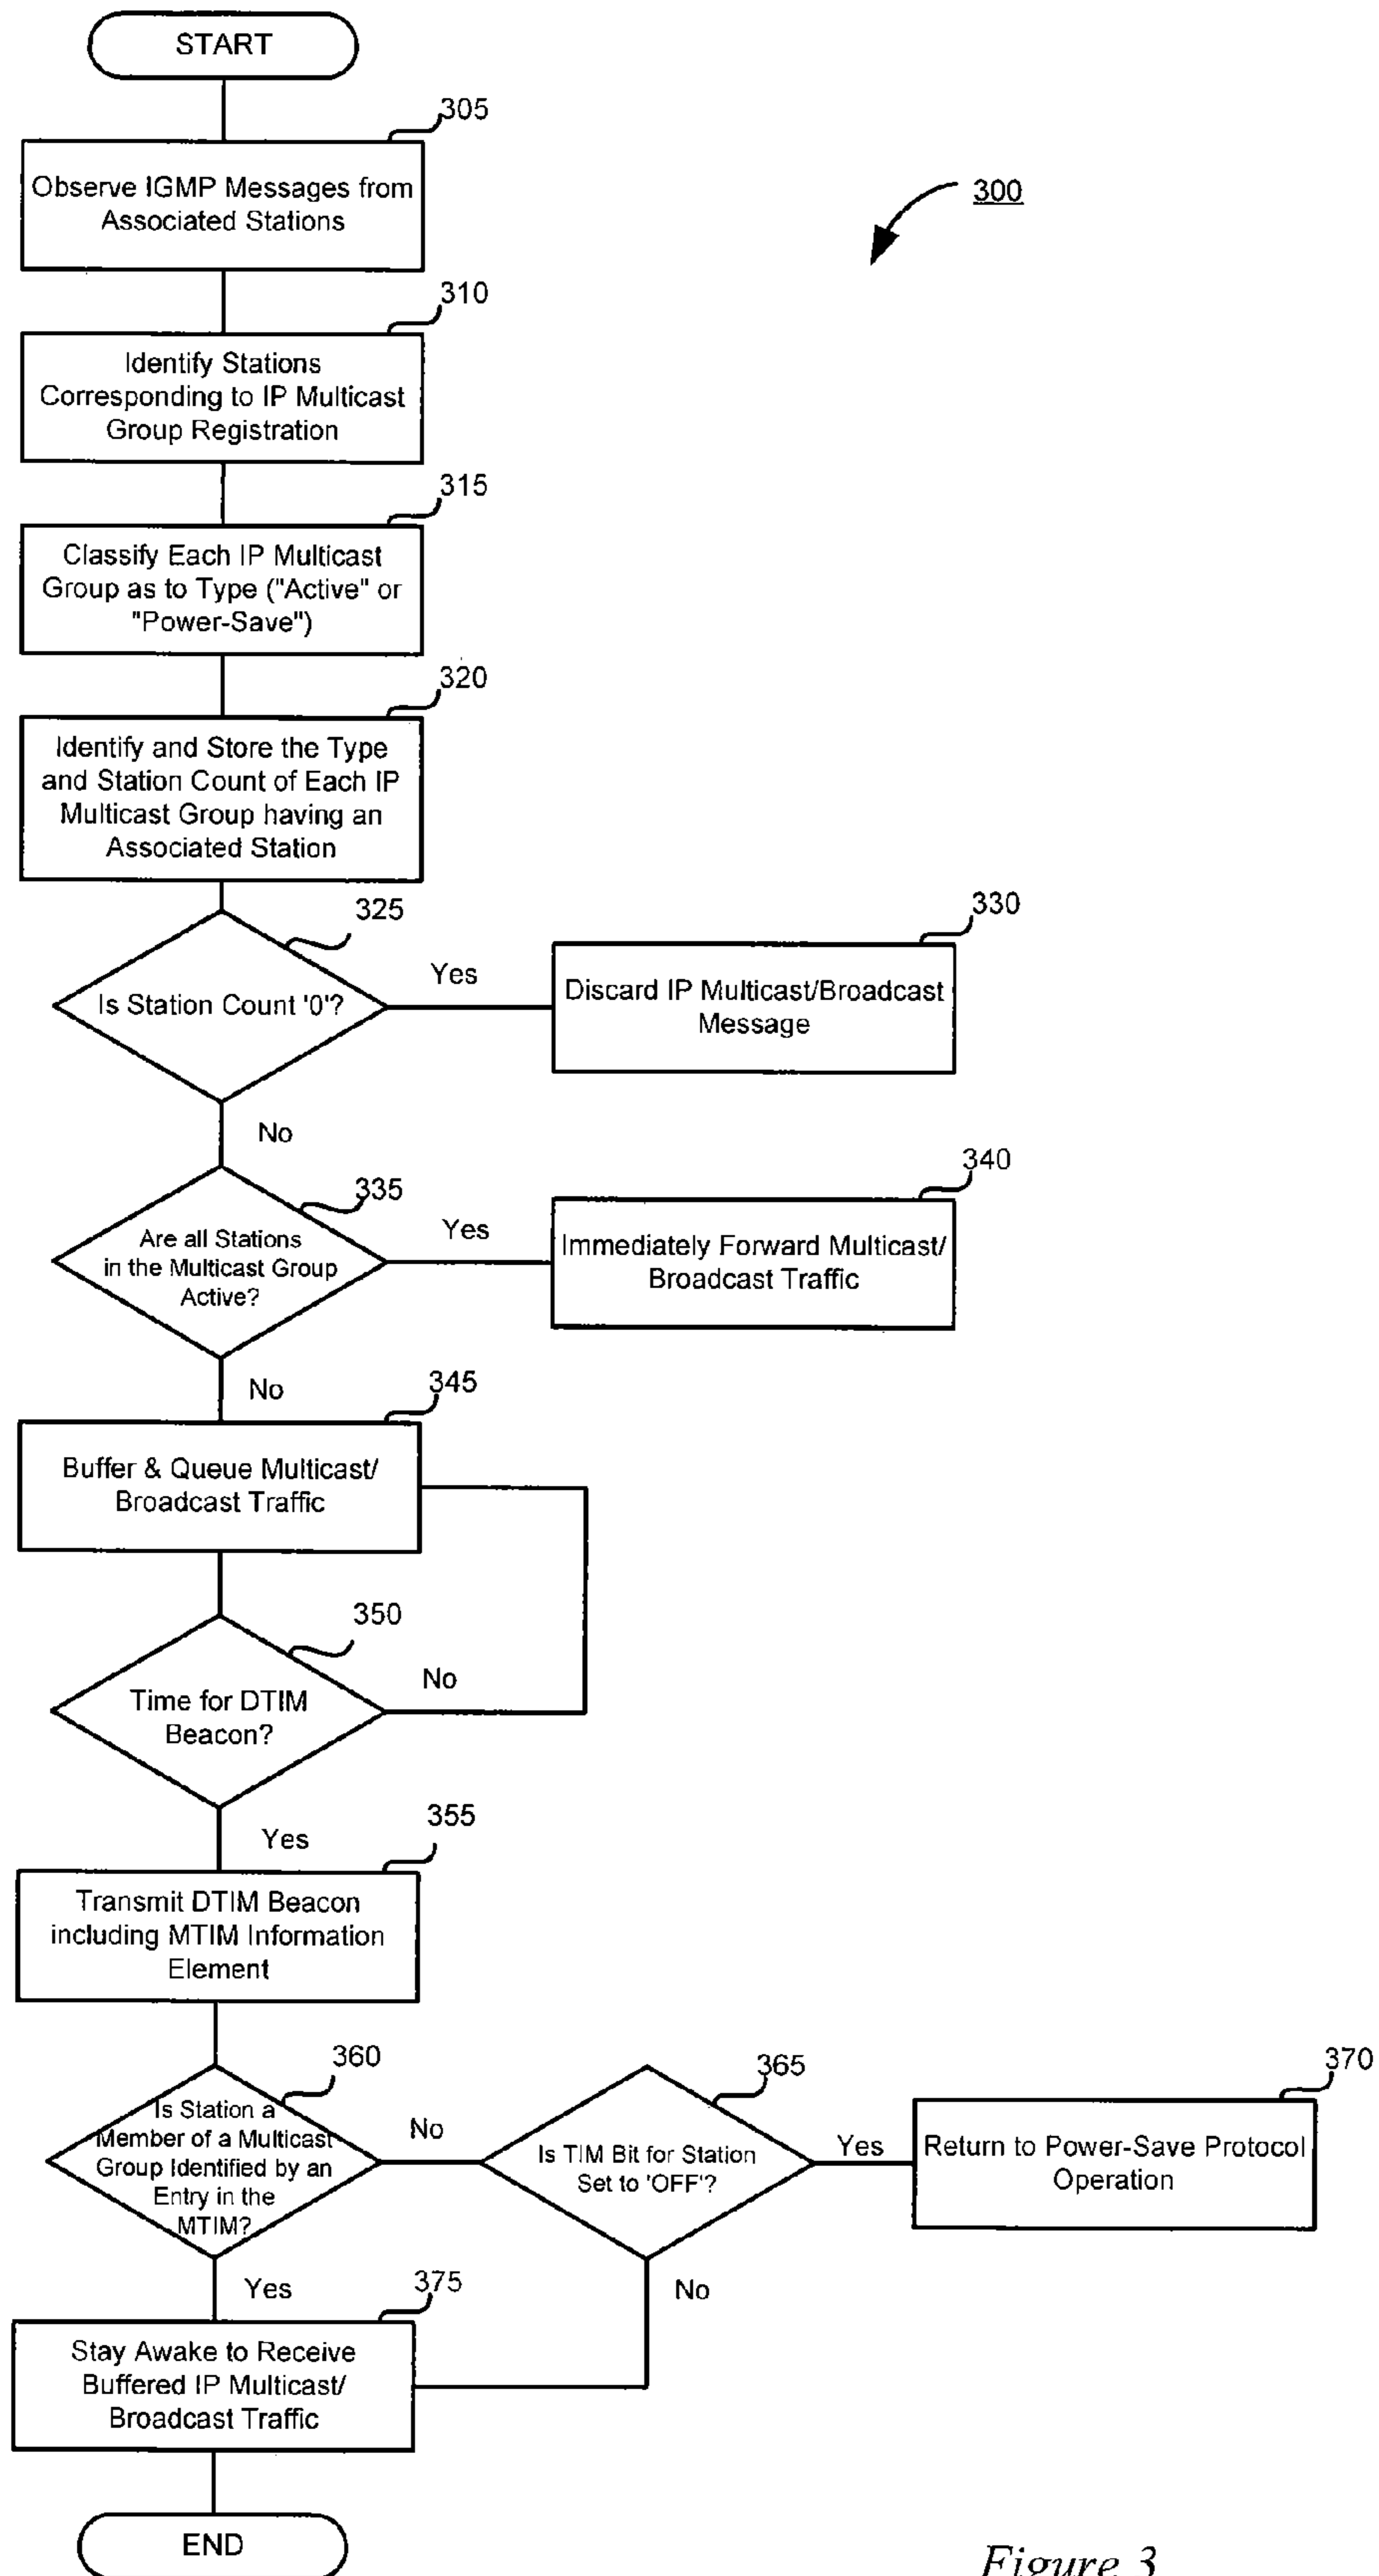 START
305
Observe IGMP Messages from
Associated Stations
300
310
Identify Stations
Corresponding to IP Multicast
Group Registration
315
Classify Each IP Multicast
Group as to Type ("Active" or
"Power-Save")
320
Identify and Store the Type
and Station Count of Each IP
Multicast Group having an
Associated Station
325
Is Station Count '0'?
Yes
330
Discard IP Multicast/Broadcast
Message
No
335
Are all Stations
in the Multicast Group
Active?
Yes
340
Immediately Forward Multicast/
Broadcast Traffic
No
345
Buffer & Queue Multicast/
Broadcast Traffic
350
Time for DTIM
Beacon?
No
Yes
355
Transmit DTIM Beacon
including MTIM Information
Element
360
Is Station a
Member of a Multicast
Group Identified by an
Entry in the
MTIM?
No
365
Is TIM Bit for Station
Set to 'OFF'?
Yes
370
Return to Power-Save Protocol
Operation
Yes
No
375
Stay Awake to Receive
Buffered IP Multicast/
Broadcast Traffic
END
Figure 3